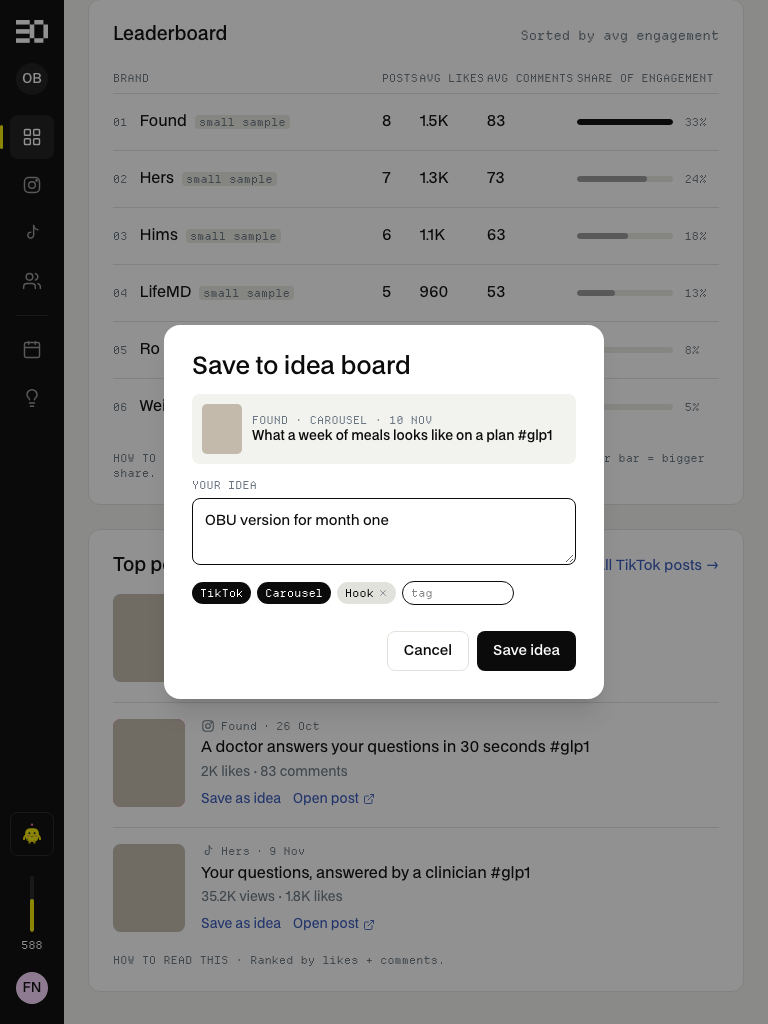 OB
Leaderboard
Sorted by avg engagement
BRAND POSTS AVG LIKES AVG COMMENTS SHARE OF ENGAGEMENT
01 Found small sample 8 1.5K 83 33%
02 Hers small sample 7 1.3K 73 24%
03 Hims small sample 6 1.1K 63 18%
04 LifeMD small sample 5 960 53 13%
05 Ro 8%
06 5%
Save to idea board
FOUND · CAROUSEL · 10 NOV
What a week of meals looks like on a plan #glp1
YOUR IDEA
OBU version for month one
TikTok Carousel Hook × tag
Cancel Save idea
HOW TO bar = bigger
share.
Top TikTok posts →
Found · 26 Oct
A doctor answers your questions in 30 seconds #glp1
2K likes · 83 comments
Save as idea Open post
Hers · 9 Nov
Your questions, answered by a clinician #glp1
35.2K views · 1.8K likes
Save as idea Open post
HOW TO READ THIS · Ranked by likes + comments.
588
FN